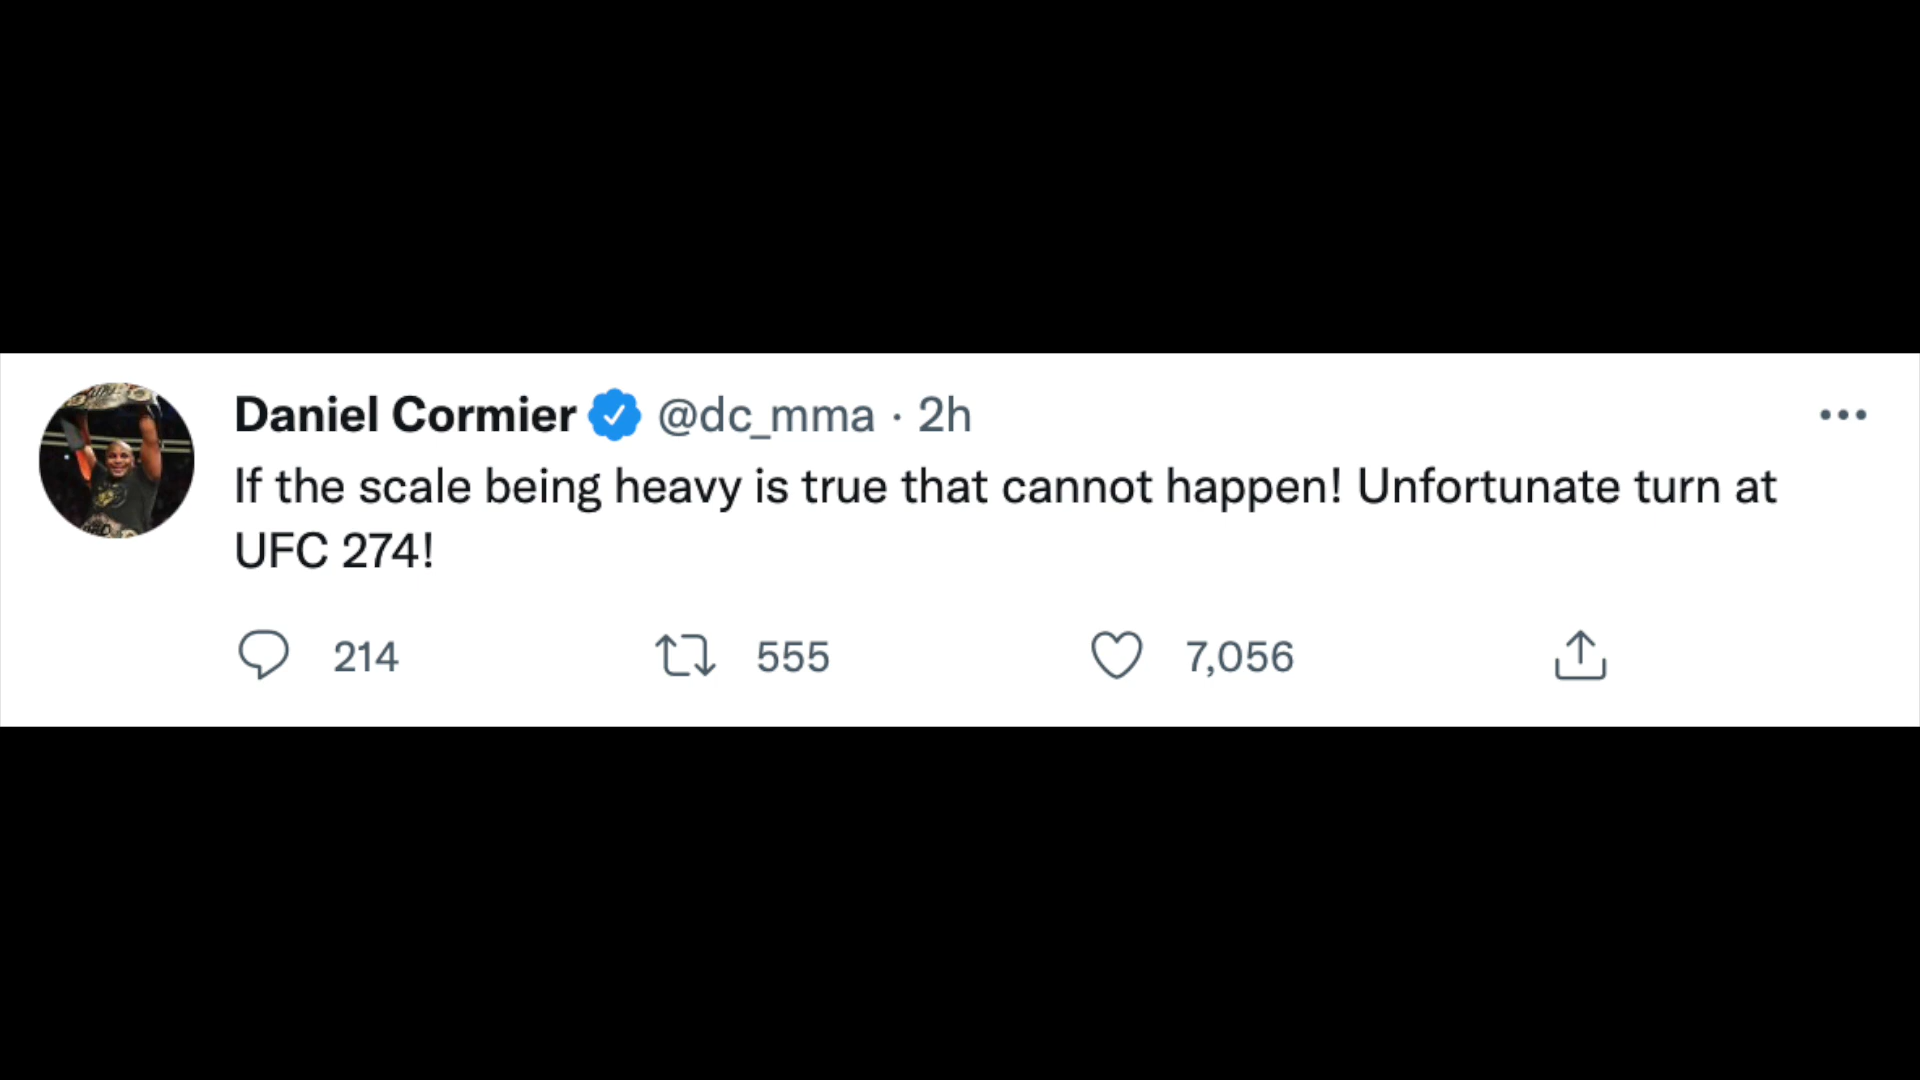 Daniel Cormier @dc_mma · 2h
If the scale being heavy is true that cannot happen! Unfortunate turn at
UFC 274!
214 555 7,056